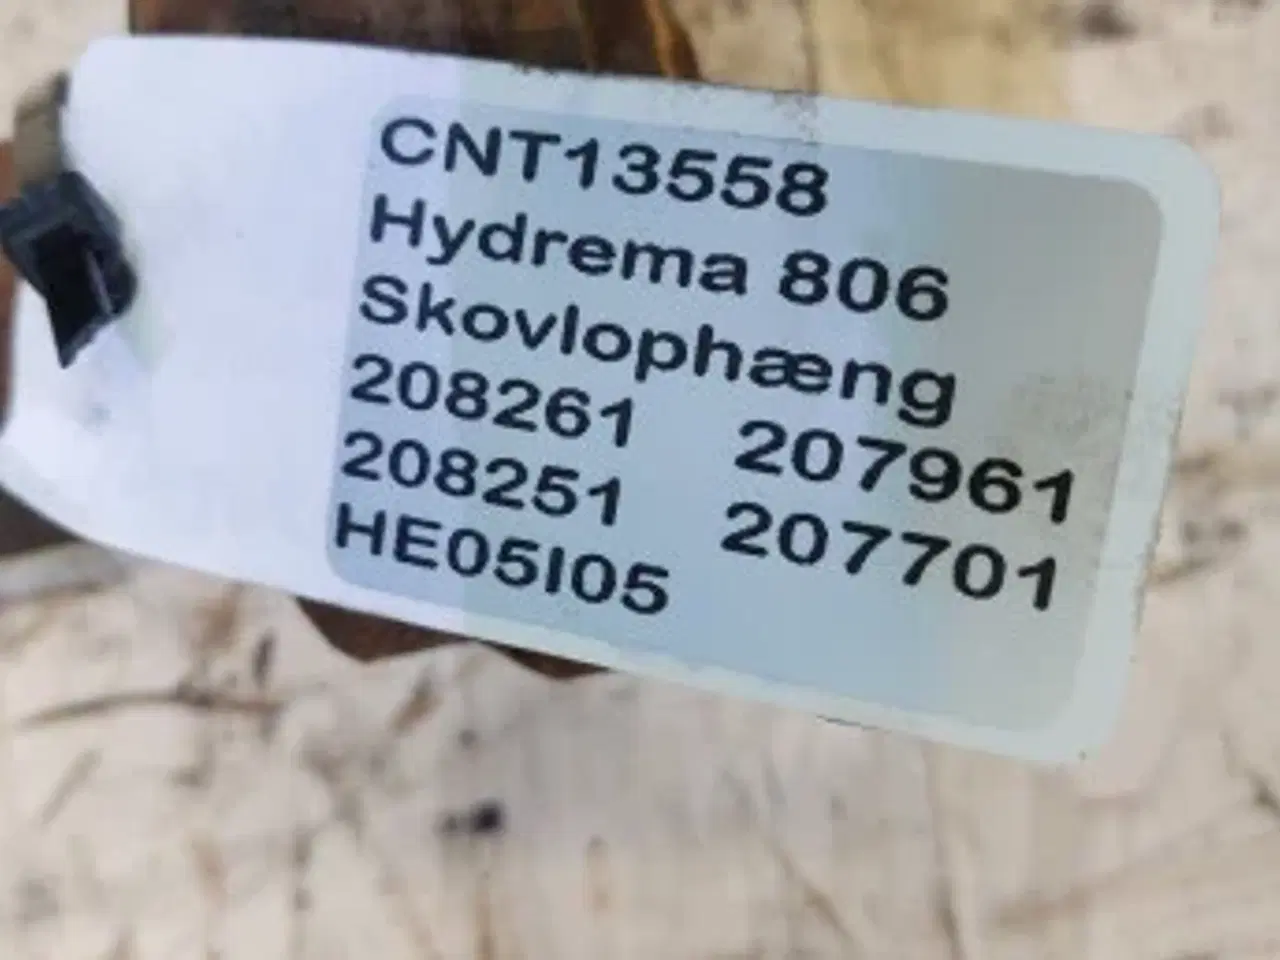 CNT13558
Hydrema 806
Skovlophæng
208261 207961
208251 207701
HE05I05